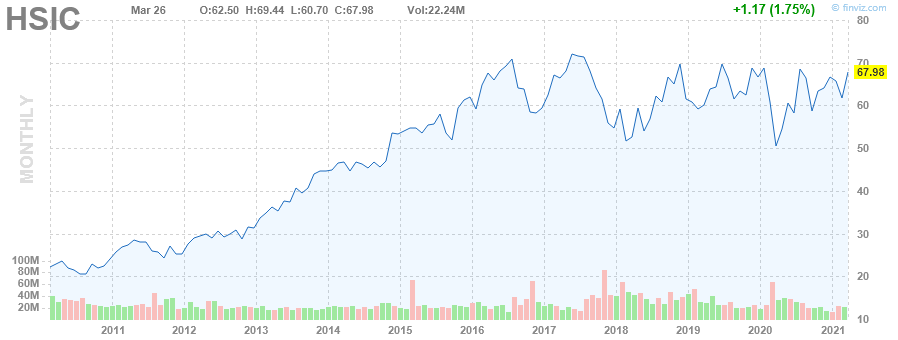 HSIC
Mar 26 O:62.50 H:69.44 L:60.70 C:67.98 Vol:22.24M
+1.17 (1.75%)
© finviz.com
MONTHLY
80
70
67.98
60
50
40
30
20
10
100M
80M
60M
40M
20M
2011 2012 2013 2014 2015 2016 2017 2018 2019 2020 2021